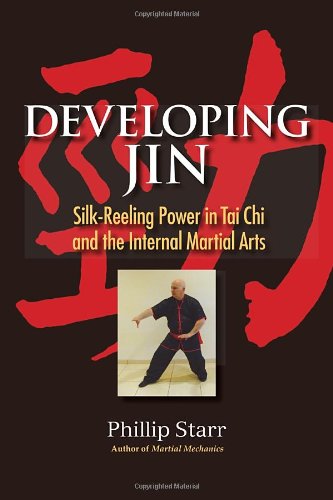 勁
DEVELOPING
JIN
Silk-Reeling Power in Tai Chi
and the Internal Martial Arts
Phillip Starr
Author of Martial Mechanics